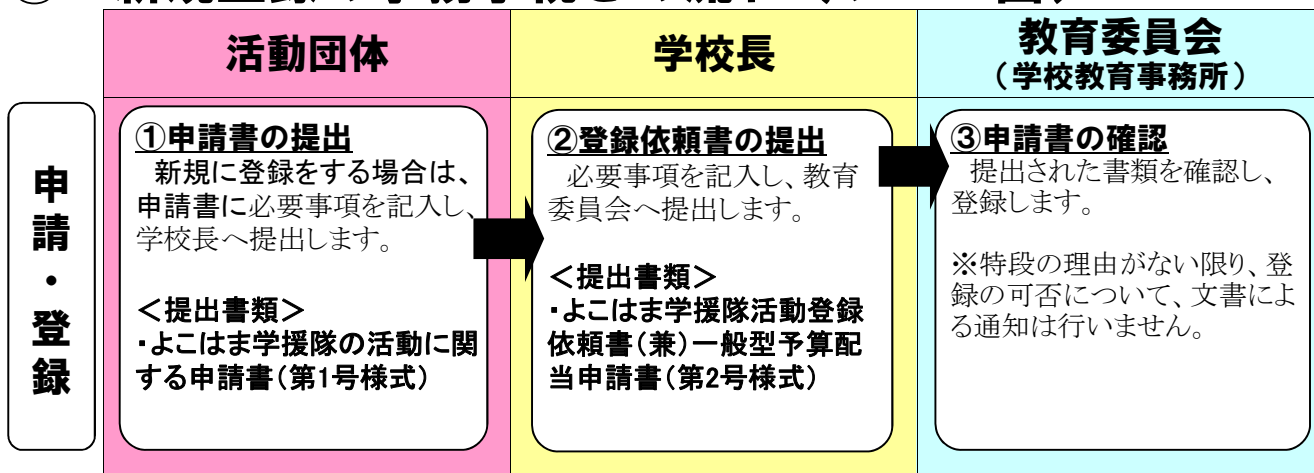 活動団体
学校長
教育委員会
（学校教育事務所）
申請・登録
①申請書の提出
新規に登録をする場合は、
申請書に必要事項を記入し、
学校長へ提出します。
＜提出書類＞
・よこはま学援隊の活動に関
する申請書（第1号様式）
②登録依頼書の提出
必要事項を記入し、教育
委員会へ提出します。
＜提出書類＞
・よこはま学援隊活動登録
依頼書（兼）一般型予算配
当申請書（第2号様式）
③申請書の確認
提出された書類を確認し、
登録します。
※特段の理由がない限り、登
録の可否について、文書によ
る通知は行いません。